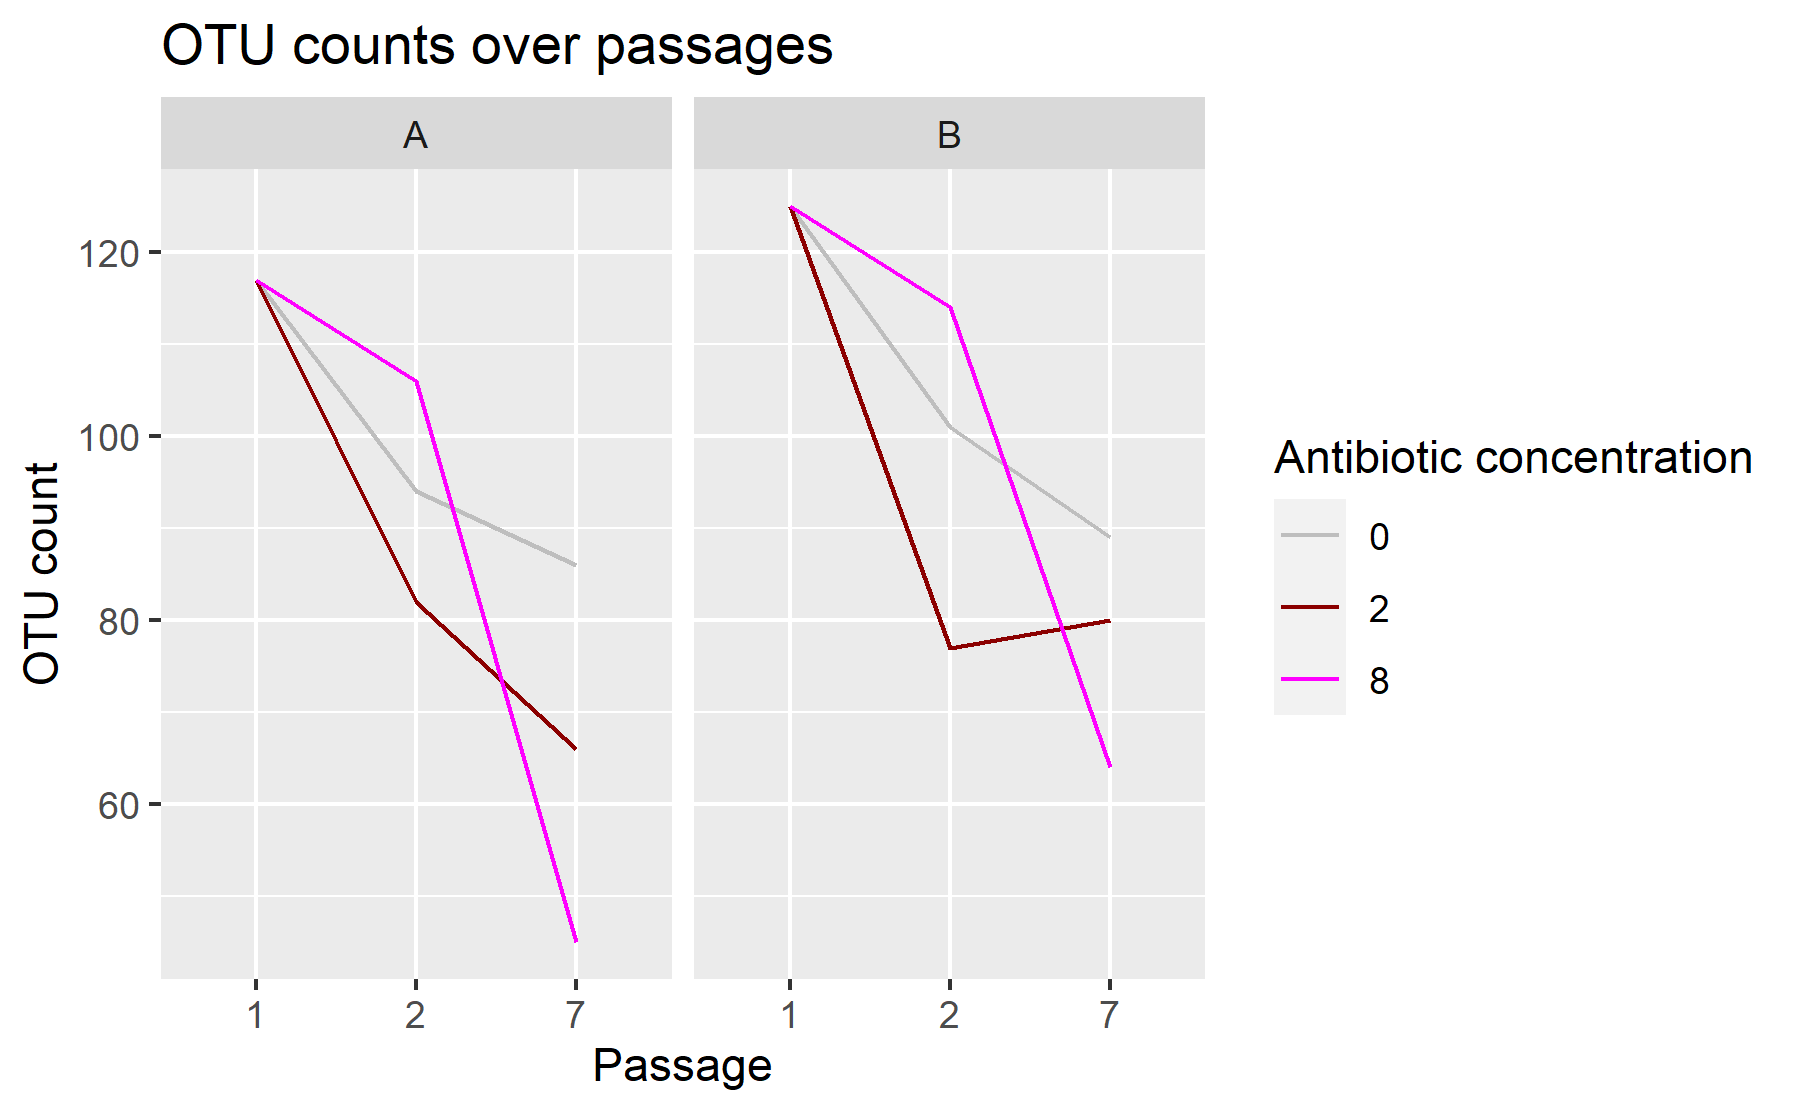 OTU counts over passages
A
B
120
100
80
60
OTU count
1 2 7
1 2 7
Passage
Antibiotic concentration
0
2
8